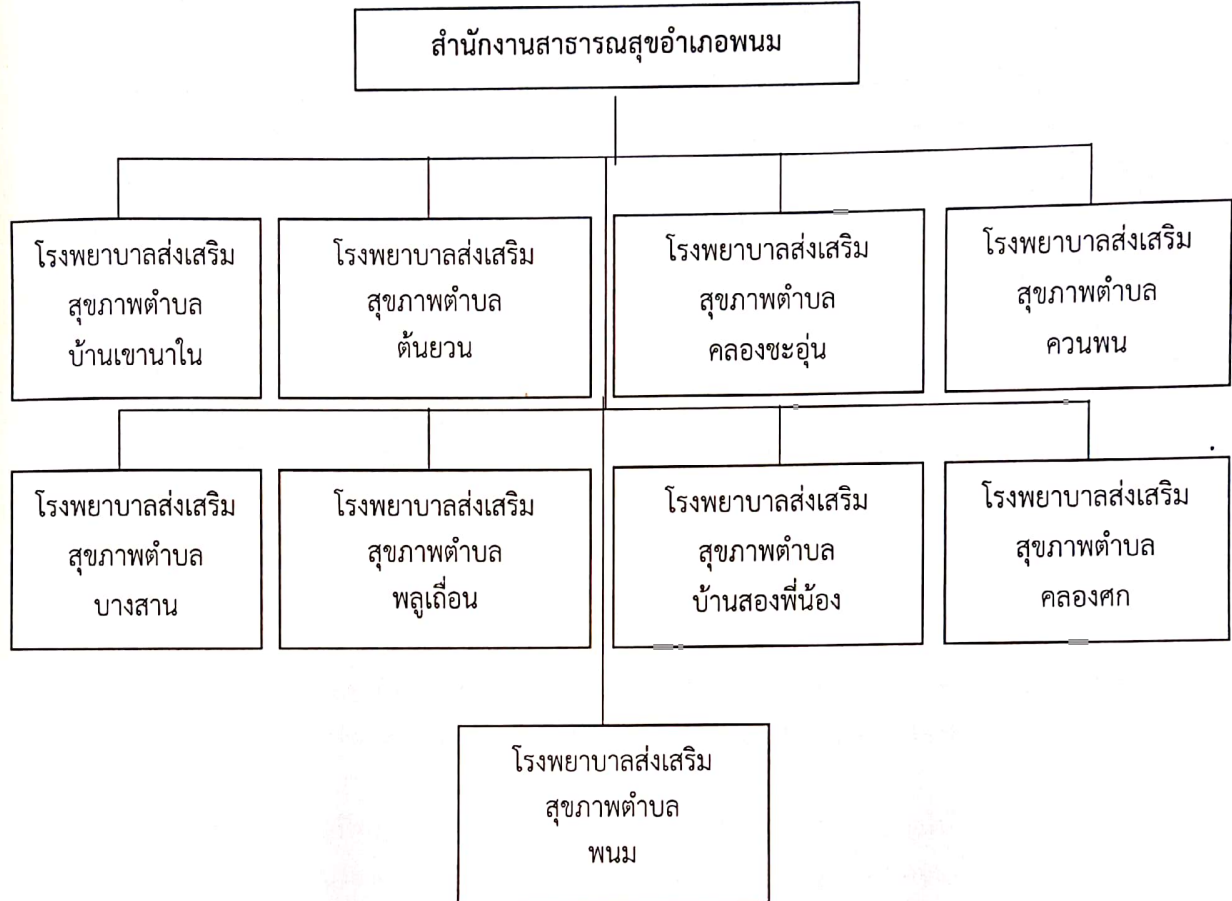 สำนักงานสาธารณสุขอำเภอพนม
โรงพยาบาลส่งเสริม
สุขภาพตำบล
บ้านเขานาใน
โรงพยาบาลส่งเสริม
สุขภาพตำบล
ต้นยวน
โรงพยาบาลส่งเสริม
สุขภาพตำบล
คลองชะอุ่น
โรงพยาบาลส่งเสริม
สุขภาพตำบล
ควนพน
โรงพยาบาลส่งเสริม
สุขภาพตำบล
บางสาน
โรงพยาบาลส่งเสริม
สุขภาพตำบล
พลูเถื่อน
โรงพยาบาลส่งเสริม
สุขภาพตำบล
บ้านสองพี่น้อง
โรงพยาบาลส่งเสริม
สุขภาพตำบล
คลองศก
โรงพยาบาลส่งเสริม
สุขภาพตำบล
พนม